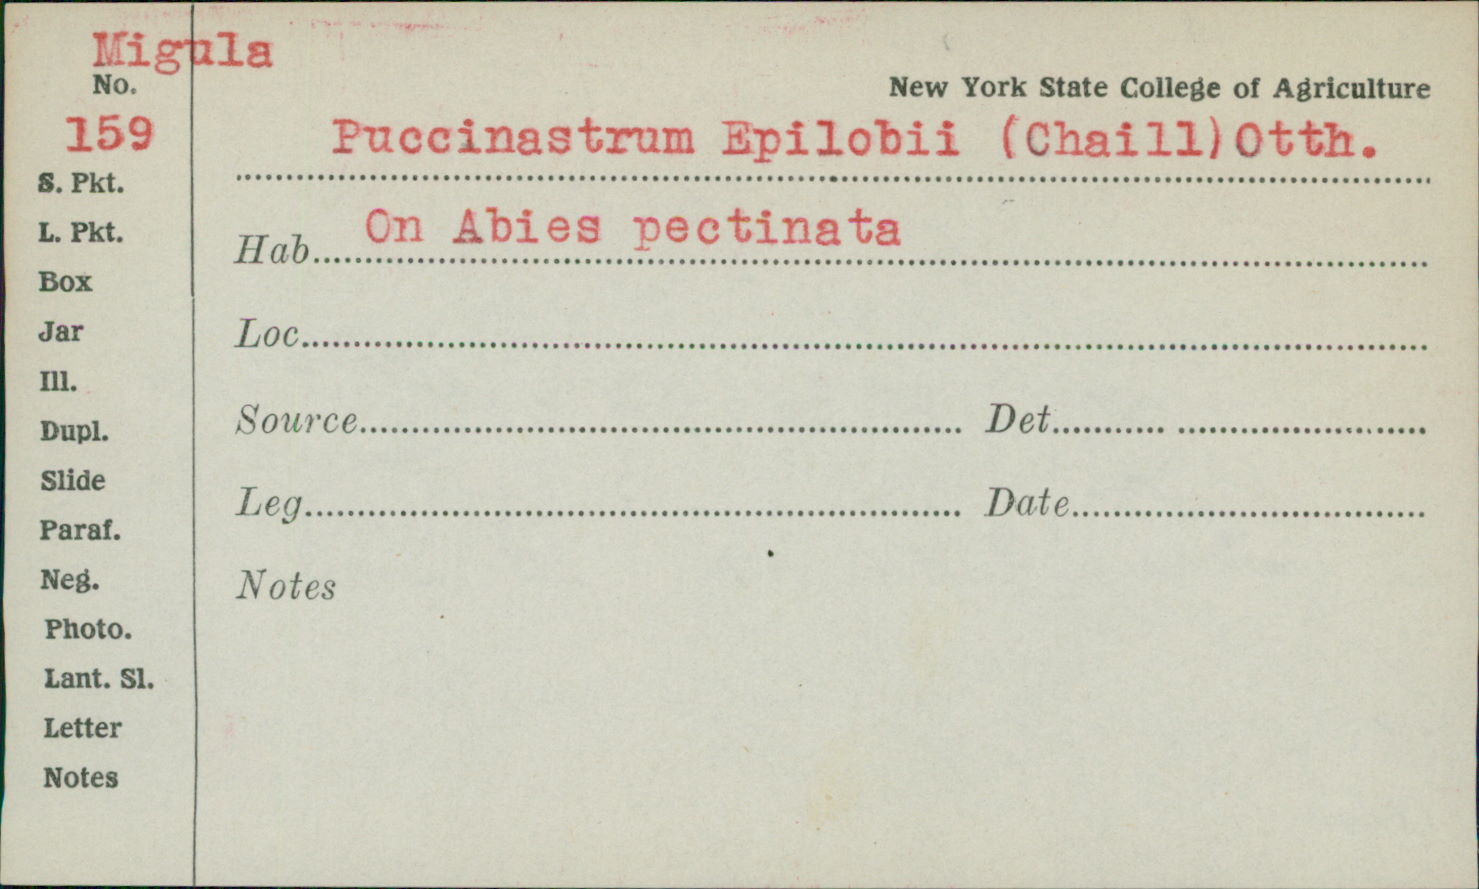 Migula
No.
New York State College of Agriculture
159
Puccinastrum Epilobii (Chaill)Otth.
S. Pkt.
L. Pkt.
Hab. On Abies pectinata
Box
Jar
Loc.
Ill.
Dupl.
Source Det.
Slide
Leg. Date
Paraf.
Neg.
Notes
Photo.
Lant. Sl.
Letter
Notes